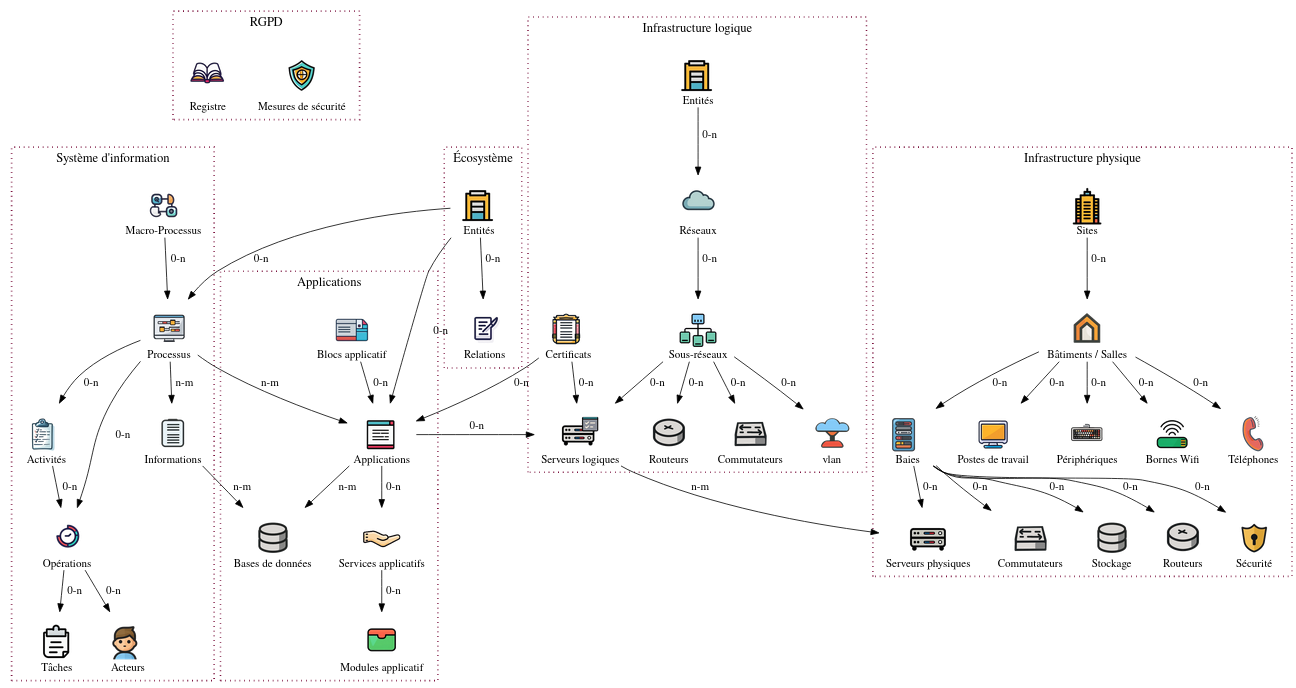 RGPD
Registre
Mesures de sécurité
Système d'information
Macro-Processus
0-n
0-n
Processus
0-n
n-m
n-m
0-n
Activités
Informations
0-n
n-m
Opérations
0-n
0-n
Tâches
Acteurs
Applications
Blocs applicatif
0-n
0-n
Applications
0-n
n-m
0-n
Bases de données
Services applicatifs
0-n
Modules applicatif
Écosystème
Entités
0-n
Relations
Infrastructure logique
Entités
0-n
Réseaux
0-n
Certificats
Sous-réseaux
0-n
0-n
0-n
0-n
0-n
0-n
Serveurs logiques
Routeurs
Commutateurs
vlan
n-m
Infrastructure physique
Sites
0-n
Bâtiments / Salles
0-n
0-n
0-n
0-n
0-n
Baies
Postes de travail
Périphériques
Bornes Wifi
Téléphones
0-n
0-n
0-n
0-n
0-n
Serveurs physiques
Commutateurs
Stockage
Routeurs
Sécurité